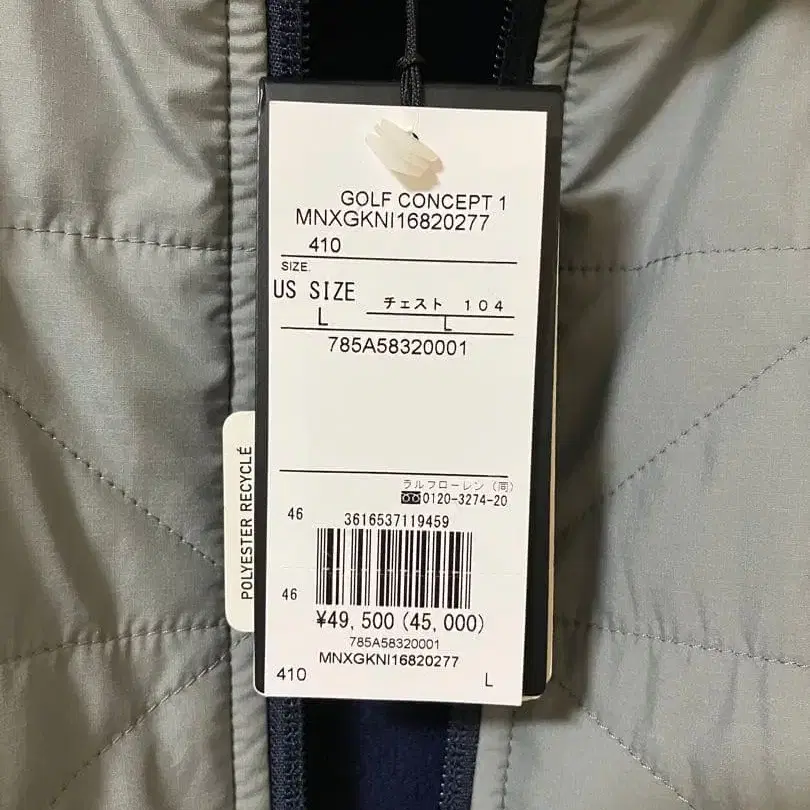 GOLF CONCEPT 1
MNXGKNI16820277
410
SIZE.
US SIZE チェスト 104
L L
785A58320001
ラルフローレン(同)
0120-3274-20
46 3616537119459
46
¥49,500(45,000)
785A58320001
MNXGKNI16820277
410 L
POLYESTER RECYCLÉ